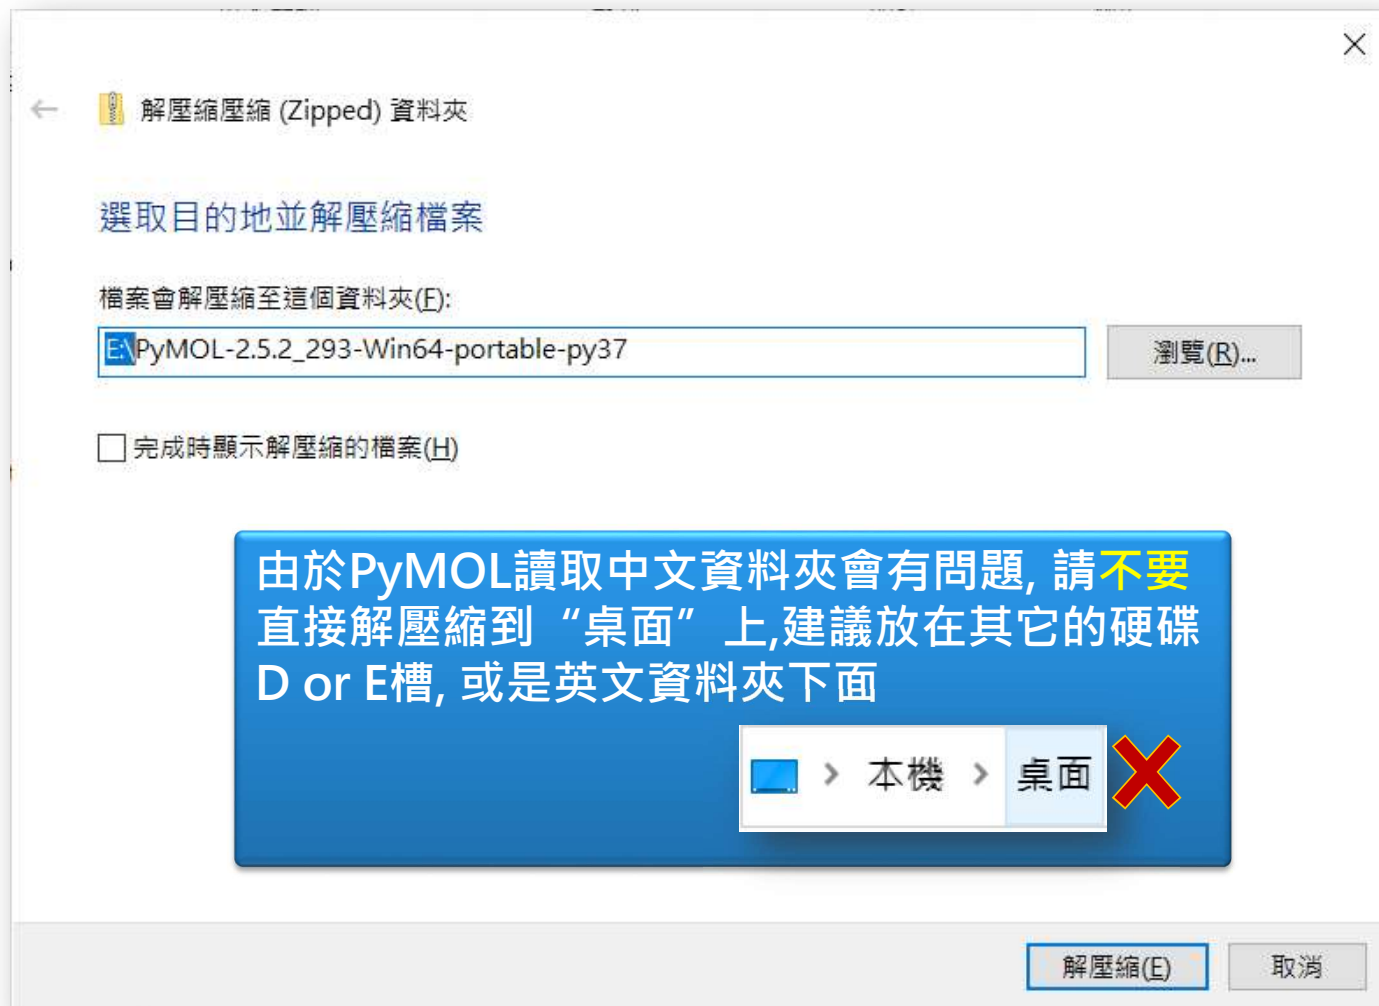 解壓縮壓縮 (Zipped) 資料夾
選取目的地並解壓縮檔案
檔案會解壓縮至這個資料夾(F):
E:\PyMOL-2.5.2_293-Win64-portable-py37
瀏覽(R)...
完成時顯示解壓縮的檔案(H)
由於PyMOL讀取中文資料夾會有問題, 請不要
直接解壓縮到“桌面”上,建議放在其它的硬碟
D or E槽, 或是英文資料夾下面
本機 > 桌面
解壓縮(E)
取消